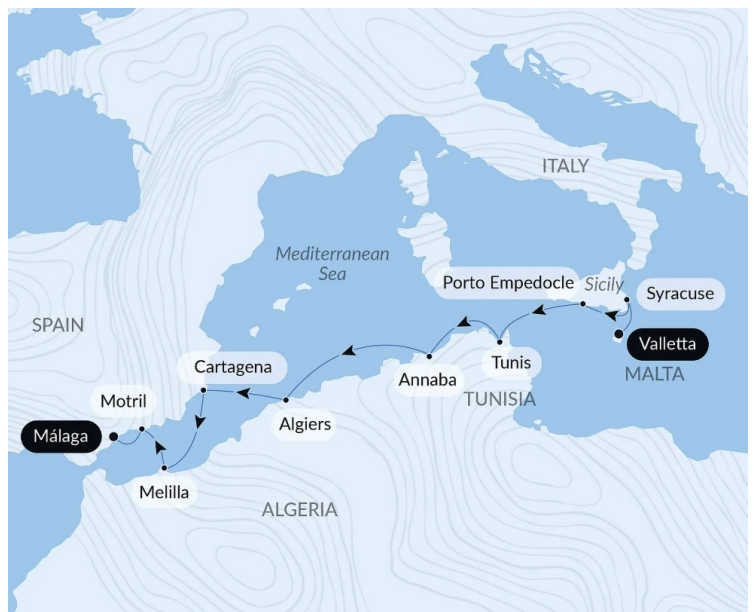 ITALY
Mediterranean
Sea
Porto Empedocle
Sicily
Syracuse
SPAIN
Valletta
Cartagena
Tunis
MALTA
Annaba
TUNISIA
Motril
Algiers
Málaga
Melilla
ALGERIA